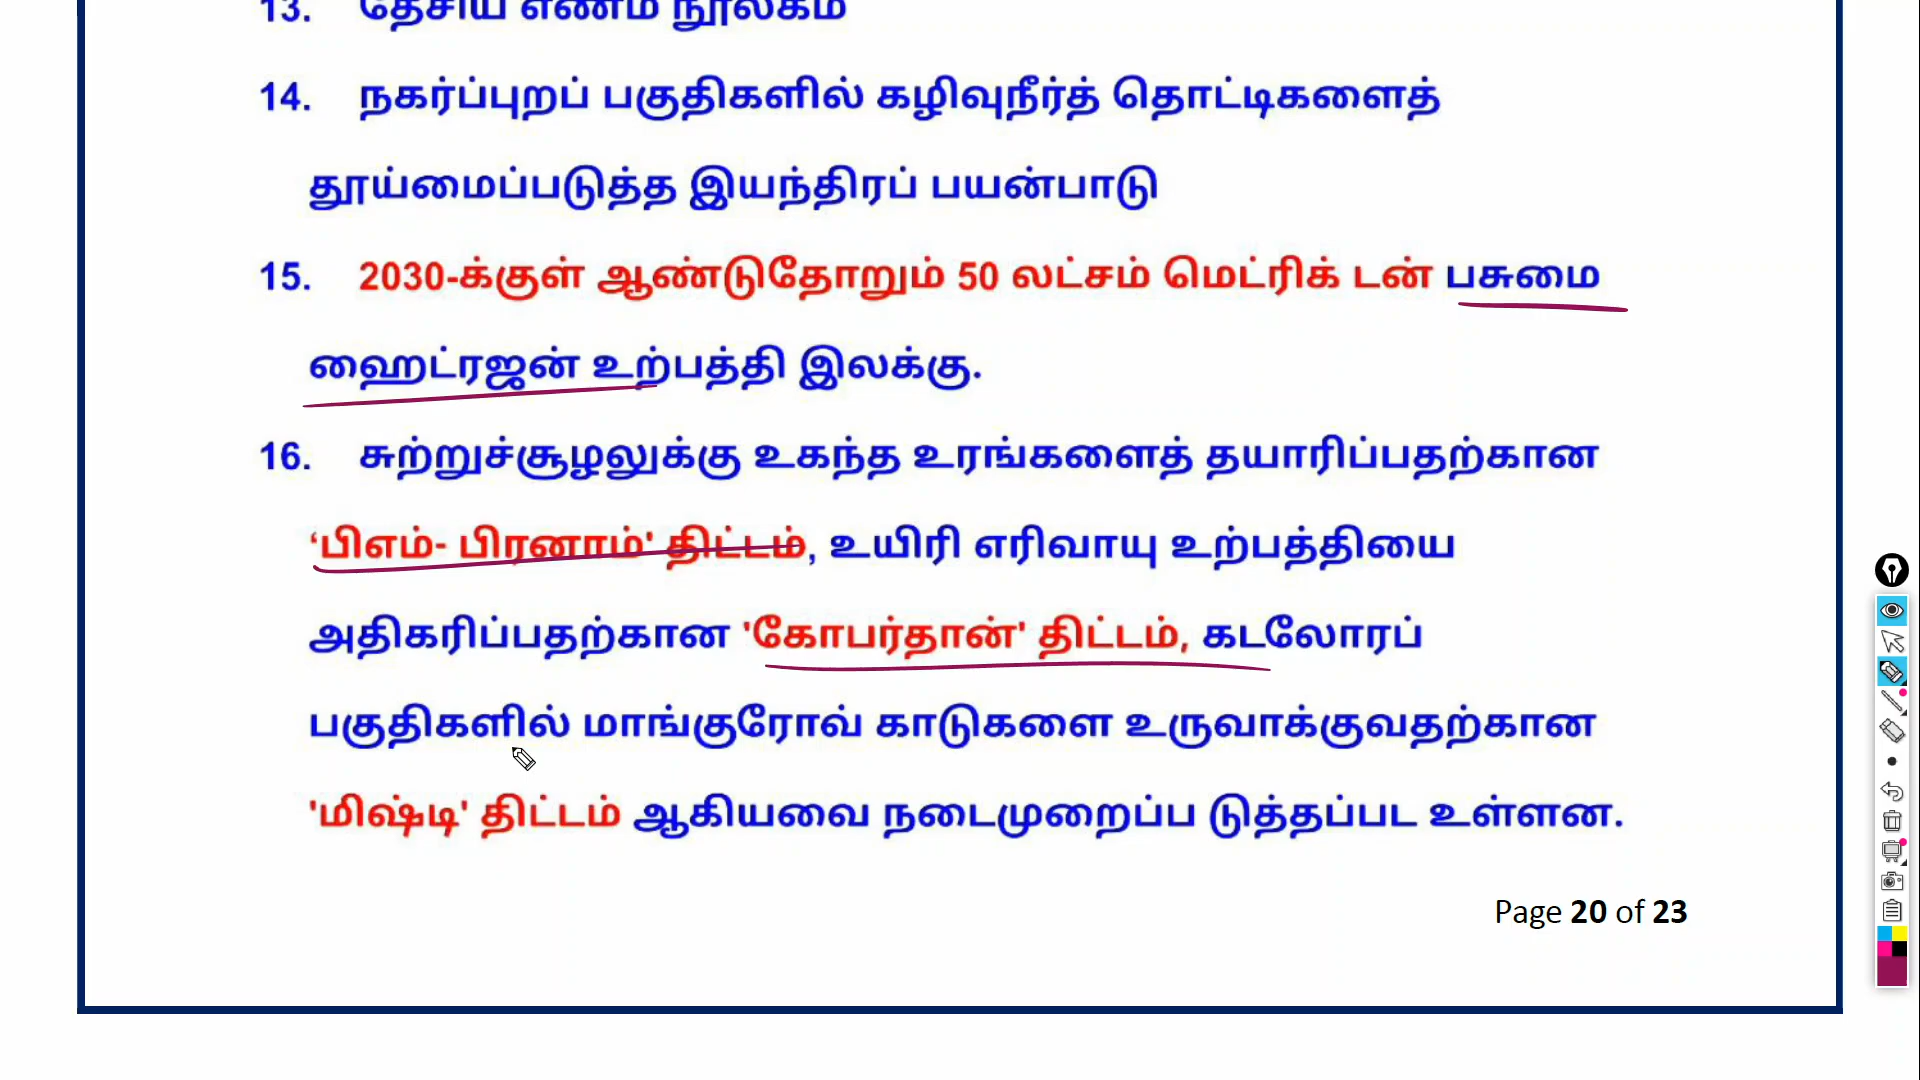 13. தேசிய எணம் நூலகம்
14. நகர்ப்புறப் பகுதிகளில் கழிவுநீர்த் தொட்டிகளைத்
தூய்மைப்படுத்த இயந்திரப் பயன்பாடு
15. 2030-க்குள் ஆண்டுதோறும் 50 லட்சம் மெட்ரிக் டன் பசுமை
ஹைட்ரஜன் உற்பத்தி இலக்கு.
16. சுற்றுச்சூழலுக்கு உகந்த உரங்களைத் தயாரிப்பதற்கான
‘பிஎம்- பிரனாம்' திட்டம், உயிரி எரிவாயு உற்பத்தியை
அதிகரிப்பதற்கான 'கோபர்தான்' திட்டம், கடலோரப்
பகுதிகளில் மாங்குரோவ் காடுகளை உருவாக்குவதற்கான
'மிஷ்டி' திட்டம் ஆகியவை நடைமுறைப்ப டுத்தப்பட உள்ளன.
Page 20 of 23